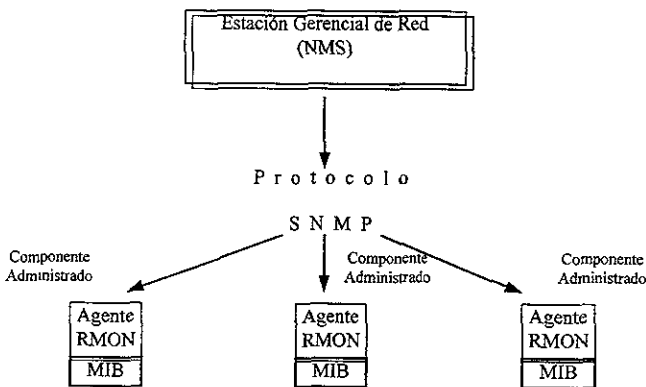 Estación Gerencial de Red
(NMS)
Protocolo
SNMP
Componente
Administrado
Componente
Administrado
Componente
Administrado
Agente
RMON
MIB
Agente
RMON
MIB
Agente
RMON
MIB